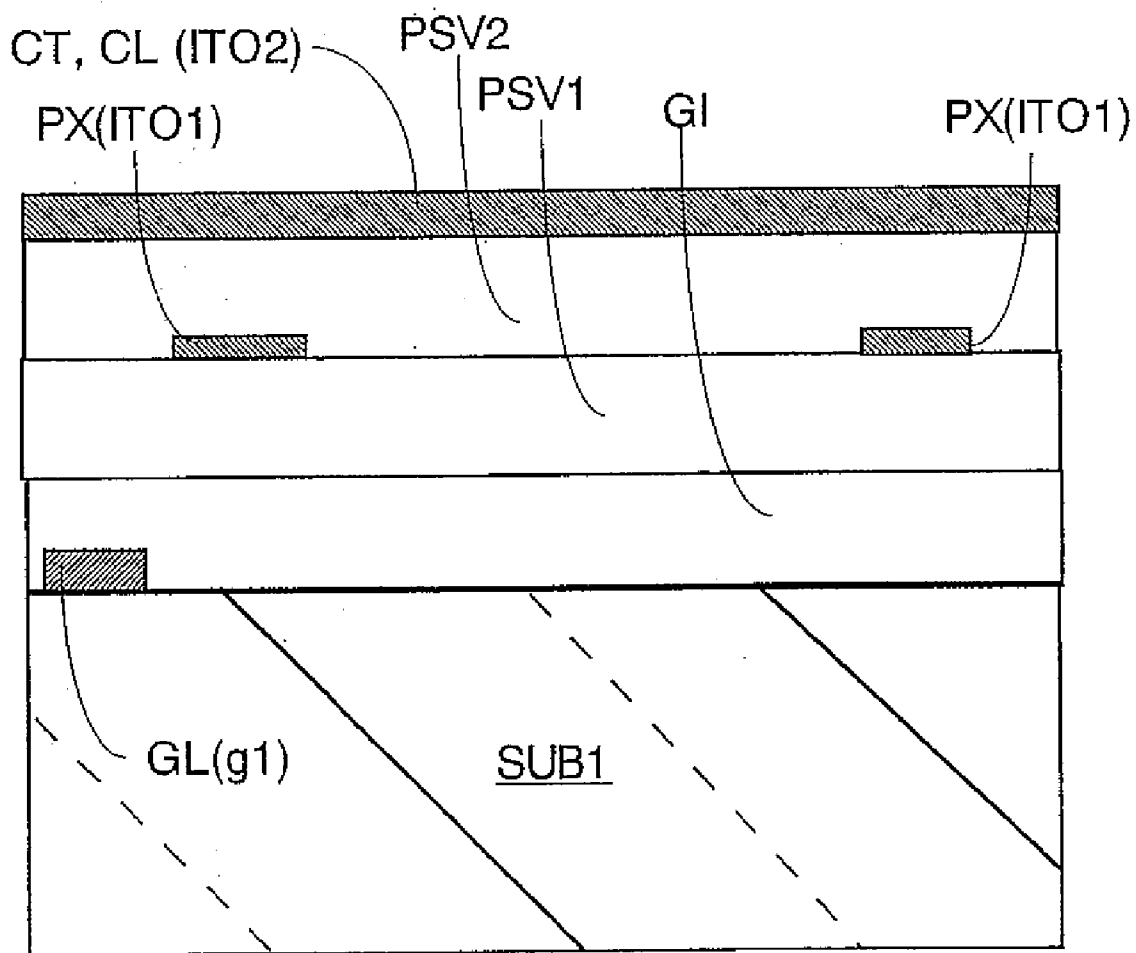 CT, CL (ITO2)
PSV2
PSV1
GI
PX(ITO1)
PX(ITO1)
GL(g1)
SUB1